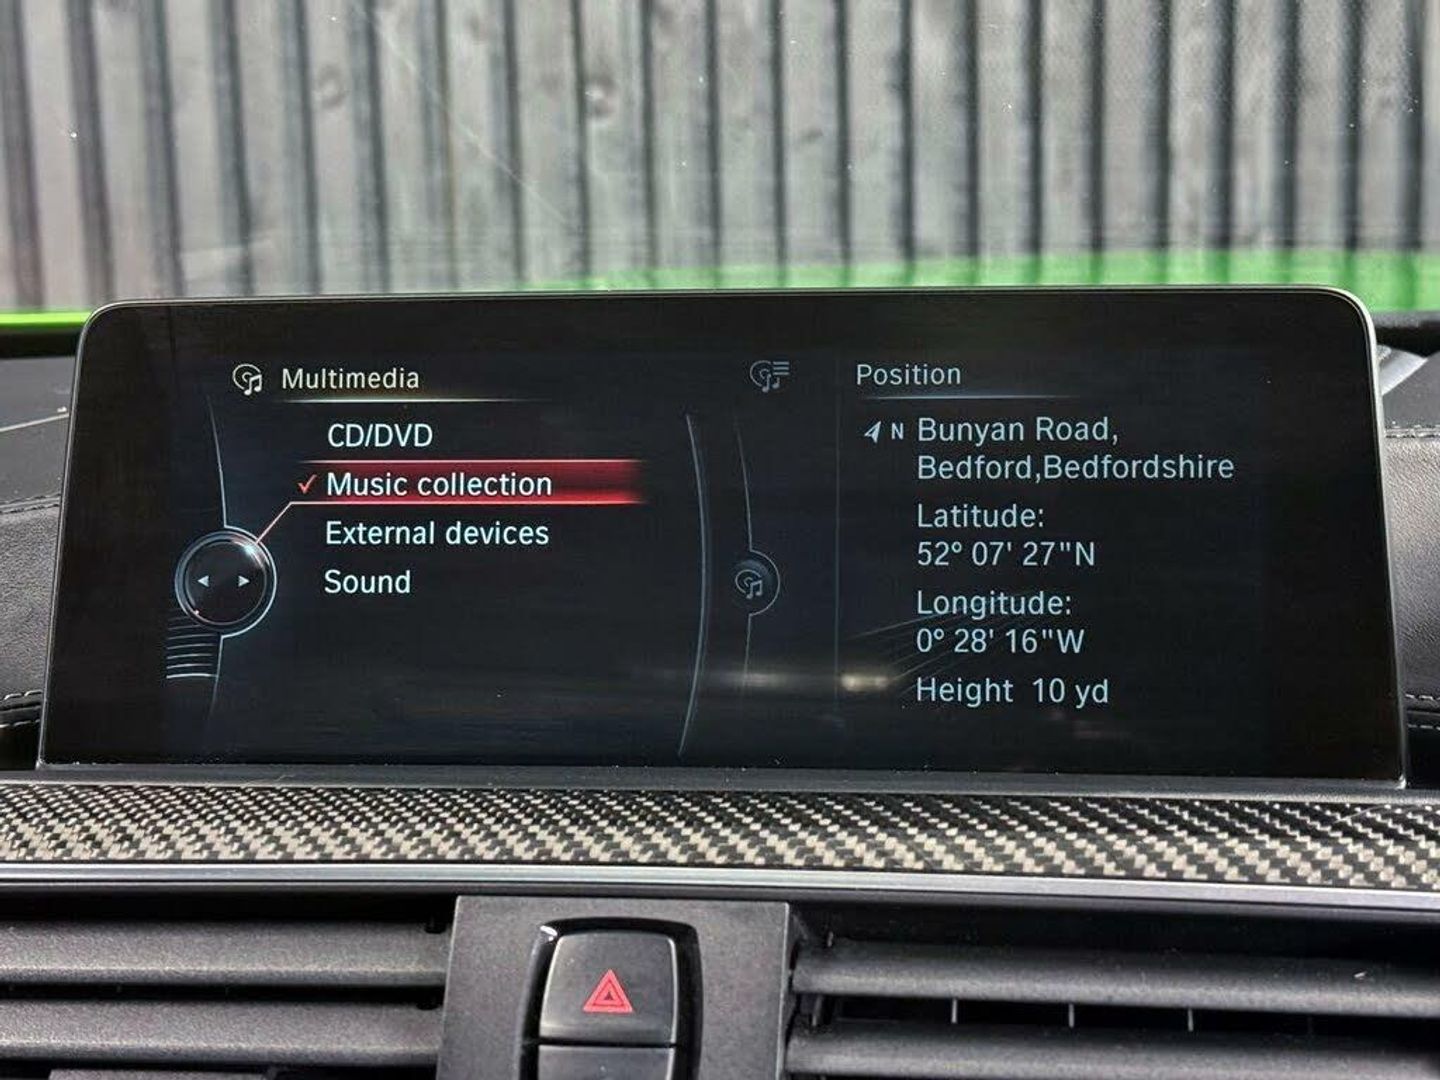 Multimedia
CD/DVD
✓ Music collection
External devices
Sound
Position
N Bunyan Road,
Bedford,Bedfordshire
Latitude:
52° 07' 27"N
Longitude:
0° 28' 16"W
Height 10 yd